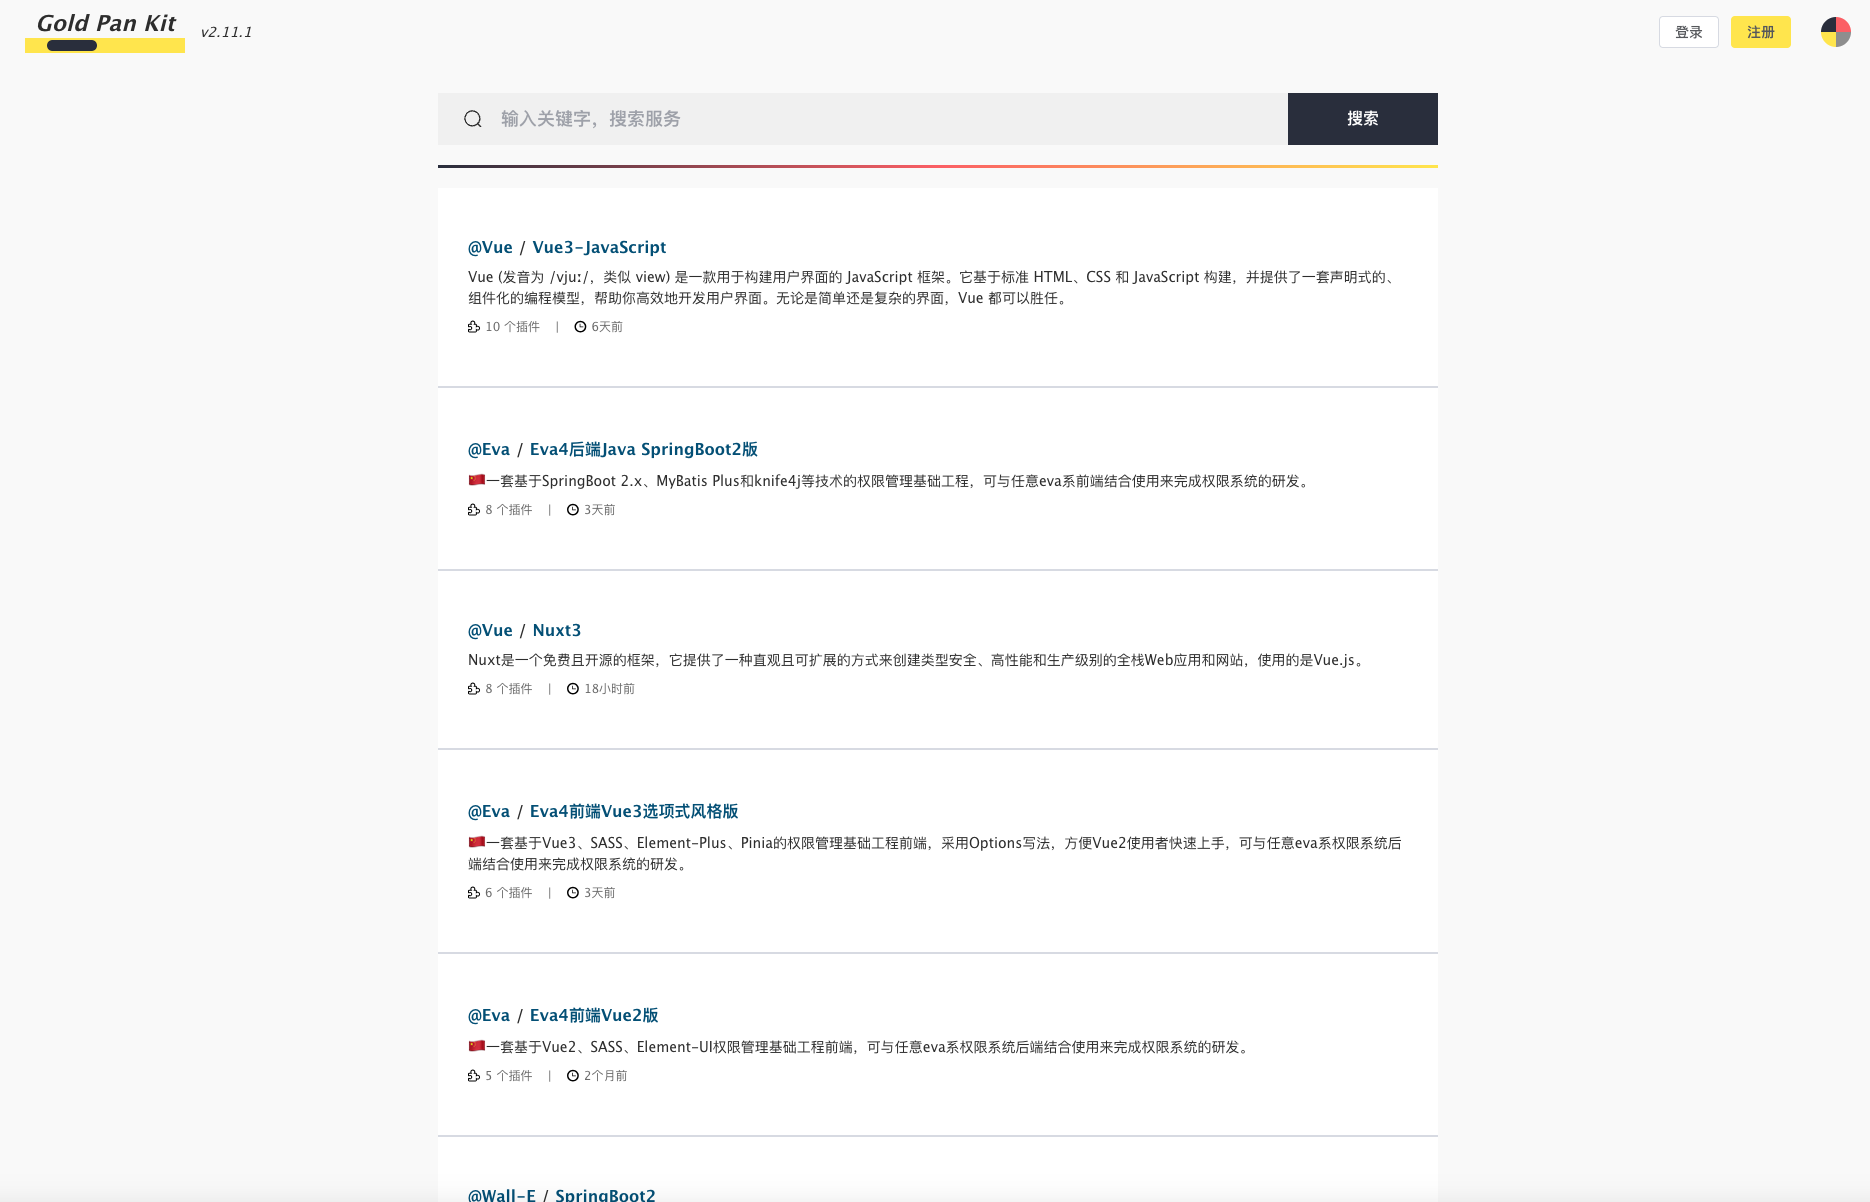 Gold Pan Kit
v2.11.1
登录
注册
输入关键字，搜索服务
搜索
@Vue / Vue3-JavaScript
Vue (发音为 /vjuː/，类似 view) 是一款用于构建用户界面的 JavaScript 框架。它基于标准 HTML、CSS 和 JavaScript 构建，并提供了一套声明式的、
组件化的编程模型，帮助你高效地开发用户界面。无论是简单还是复杂的界面，Vue 都可以胜任。
10 个插件 | 6天前
@Eva / Eva4后端Java SpringBoot2版
🇨🇳一套基于SpringBoot 2.x、MyBatis Plus和knife4j等技术的权限管理基础工程，可与任意eva系前端结合使用来完成权限系统的研发。
8 个插件 | 3天前
@Vue / Nuxt3
Nuxt是一个免费且开源的框架，它提供了一种直观且可扩展的方式来创建类型安全、高性能和生产级别的全栈Web应用和网站，使用的是Vue.js。
8 个插件 | 18小时前
@Eva / Eva4前端Vue3选项式风格版
🇨🇳一套基于Vue3、SASS、Element-Plus、Pinia的权限管理基础工程前端，采用Options写法，方便Vue2使用者快速上手，可与任意eva系权限系统后
端结合使用来完成权限系统的研发。
6 个插件 | 3天前
@Eva / Eva4前端Vue2版
🇨🇳一套基于Vue2、SASS、Element-UI权限管理基础工程前端，可与任意eva系权限系统后端结合使用来完成权限系统的研发。
5 个插件 | 2个月前
@Wall-E / SpringBoot2